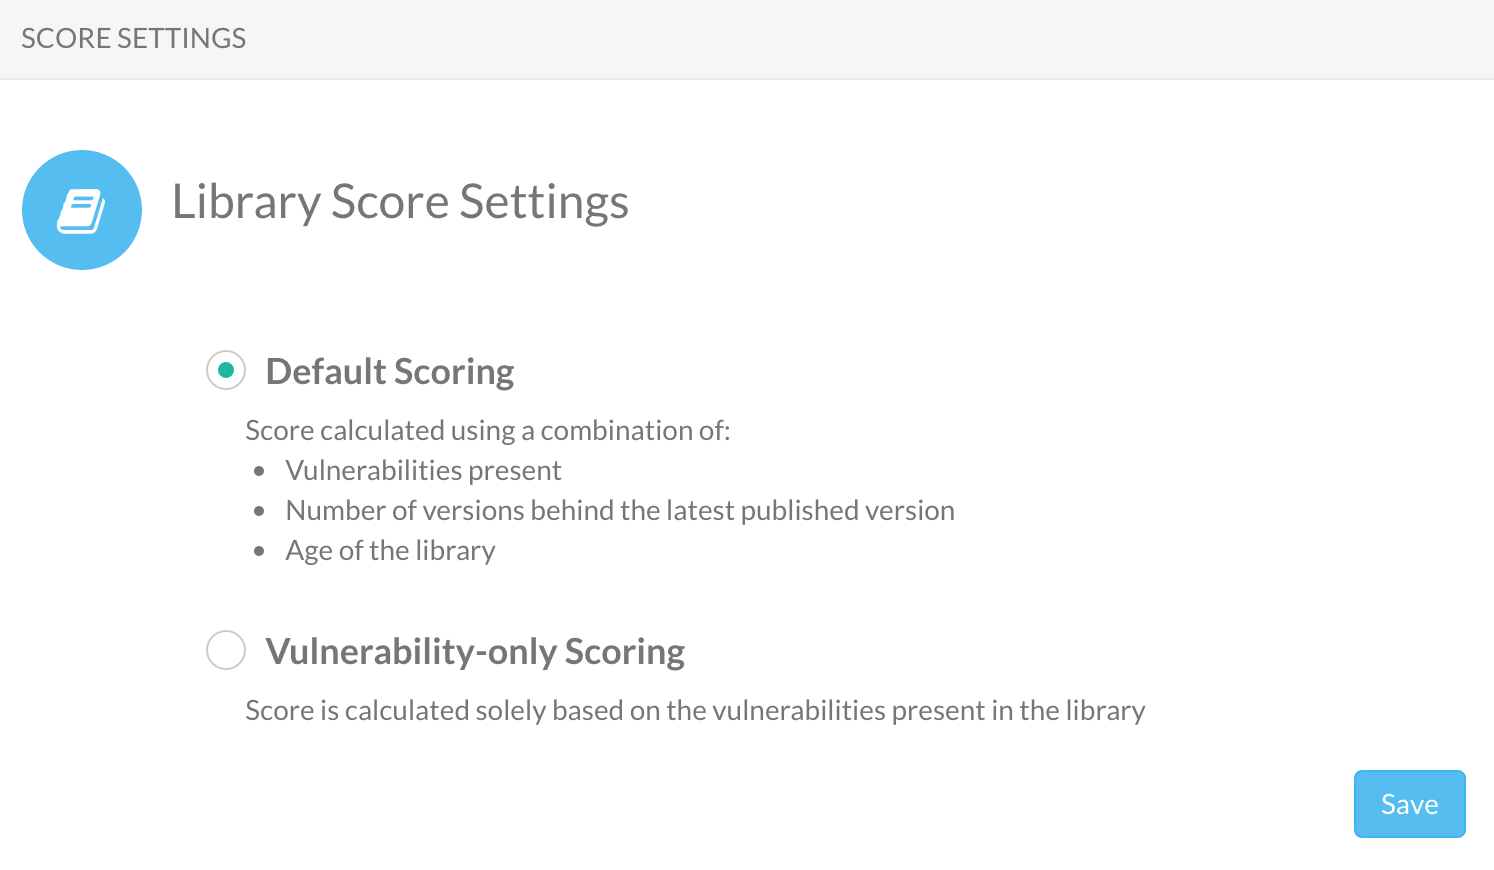 SCORE SETTINGS
Library Score Settings
Default Scoring
Score calculated using a combination of:
• Vulnerabilities present
• Number of versions behind the latest published version
• Age of the library
Vulnerability-only Scoring
Score is calculated solely based on the vulnerabilities present in the library
Save